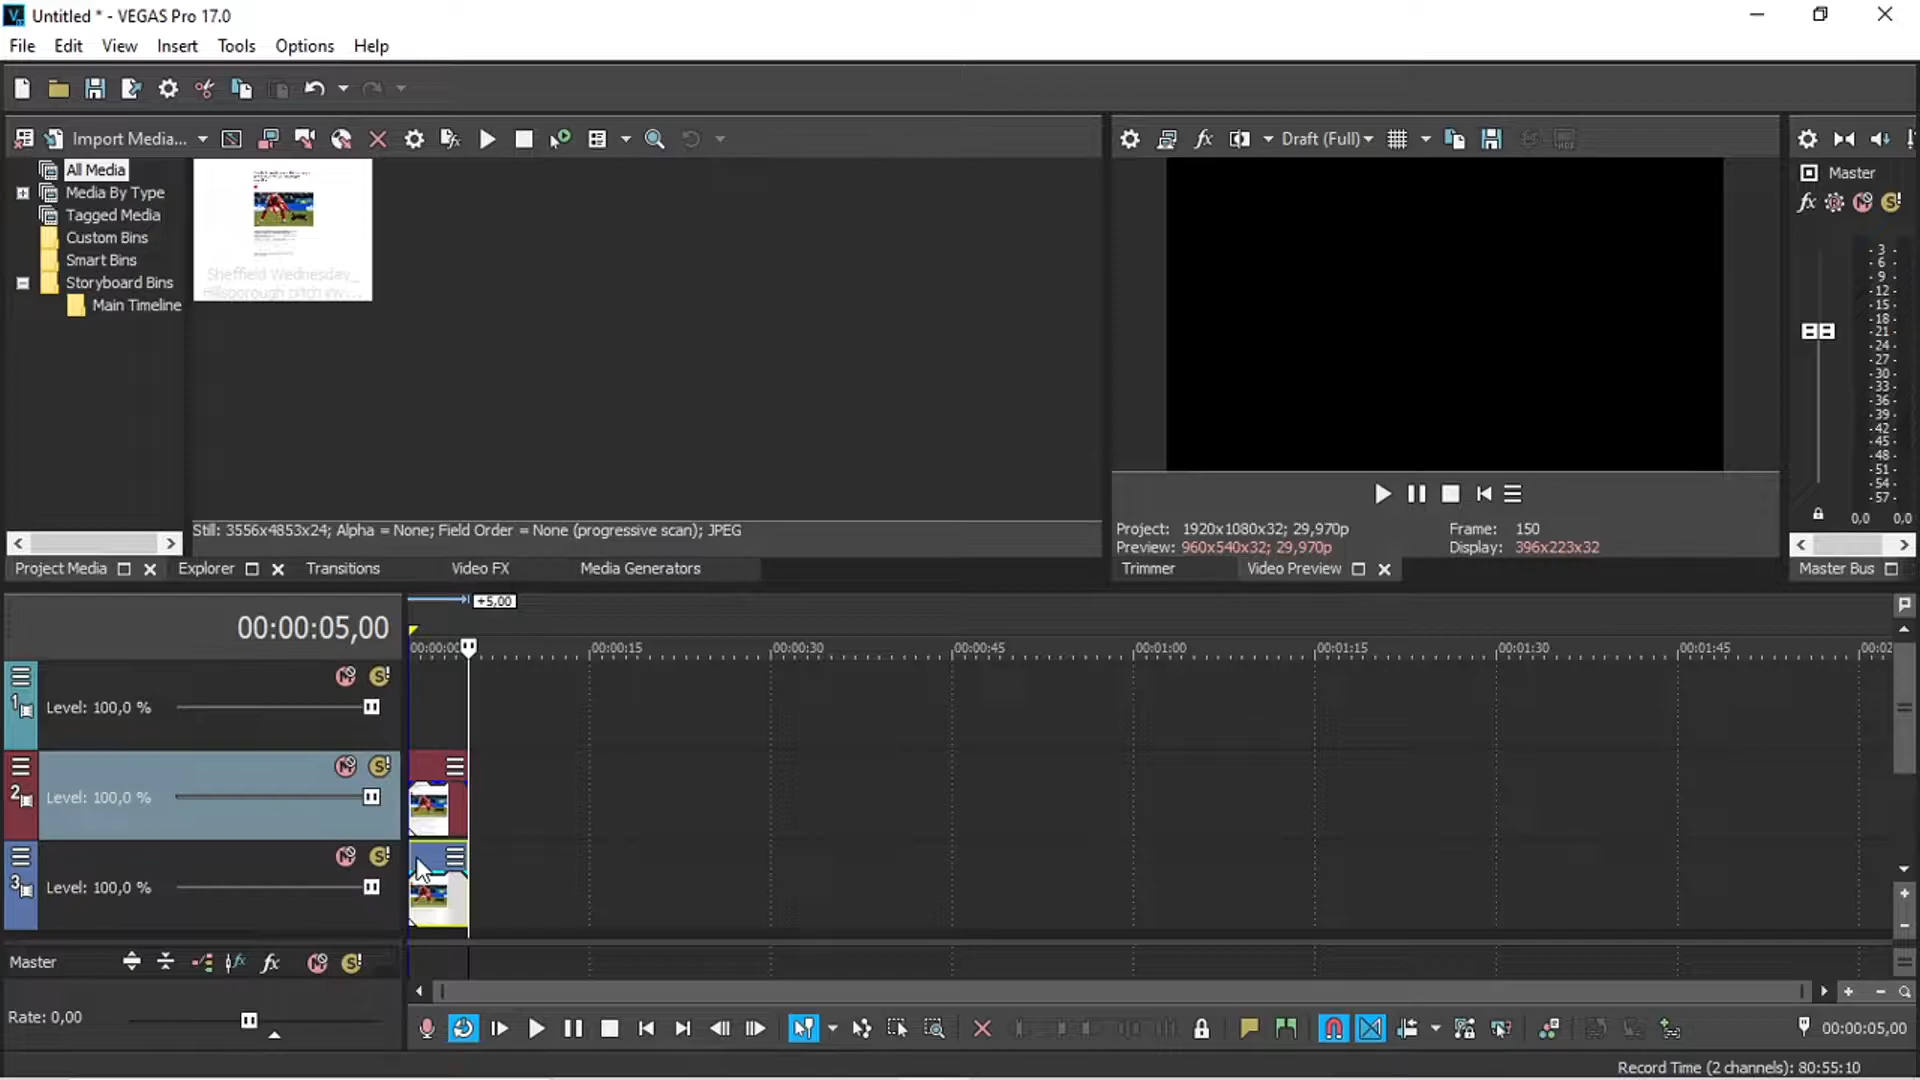 Untitled * - VEGAS Pro 17.0
File Edit View Insert Tools Options Help
Import Media...
Draft (Full)
All Media
Media By Type
Tagged Media
Custom Bins
Smart Bins
Storyboard Bins
Main Timeline
Sheffield Wednesday_
Hillsborough pitch inv...
Master
fx
-3-
-6-
-9-
-12-
-15-
-18-
-21-
-24-
-27-
-30-
-33-
-36-
-39-
-42-
-45-
-48-
-51-
-54-
-57-
0,0 0,0
Still: 3556x4853x24; Alpha = None; Field Order = None (progressive scan); JPEG
Project: 1920x1080x32; 29,970p Frame: 150
Preview: 960x540x32; 29,970p Display: 396x223x32
Project Media Explorer Transitions Video FX Media Generators Trimmer Video Preview Master Bus
+5,00
00:00:05,00
00:00:00 00:00:15 00:00:30 00:00:45 00:01:00 00:01:15 00:01:30 00:01:45
1 Level: 100,0 %
2 Level: 100,0 %
3 Level: 100,0 %
Master fx
Rate: 0,00
00:00:05,00
Record Time (2 channels): 80:55:10